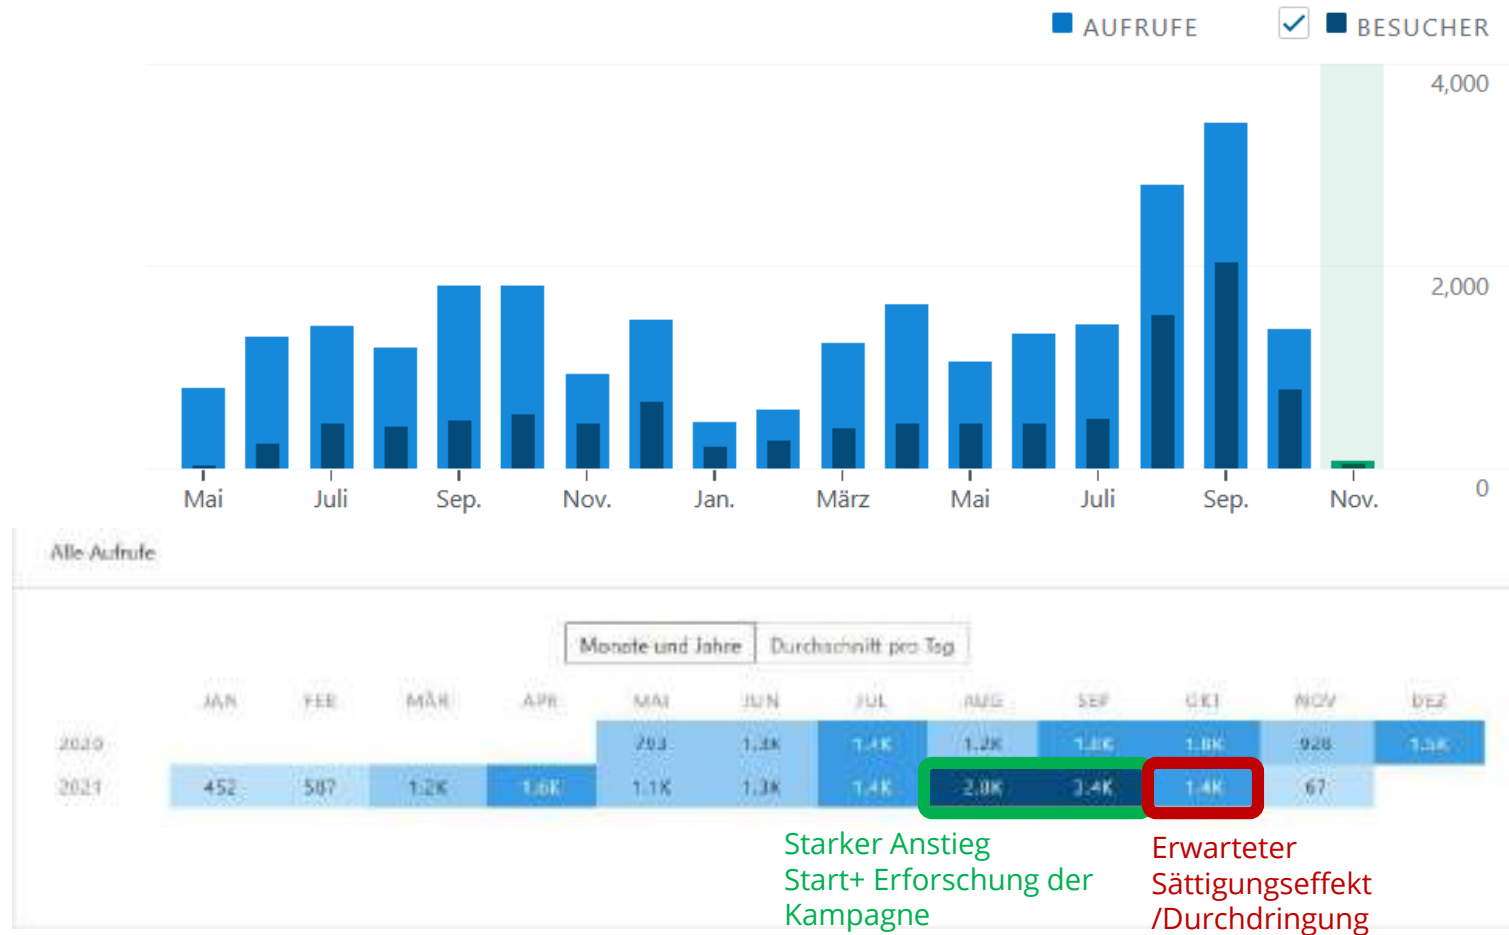 AUFRUFE BESUCHER
4,000
2,000
0
Mai Juli Sep. Nov. Jan. März Mai Juli Sep. Nov.
Alle Aufrufe
Monate und Jahre Durchschnitt pro Tag
JAN FEB MÄR APR MAI JUN JUL AUG SEP OKT NOV DEZ
2020 793 1.3K 1.4K 1.2K 1.8K 1.8K 928 1.5K
2021 452 587 1.2K 1.6K 1.1K 1.3K 1.4K 2.8K 3.4K 1.4K 67
Starker Anstieg
Start+ Erforschung der
Kampagne
Erwarteter
Sättigungseffekt
/Durchdringung